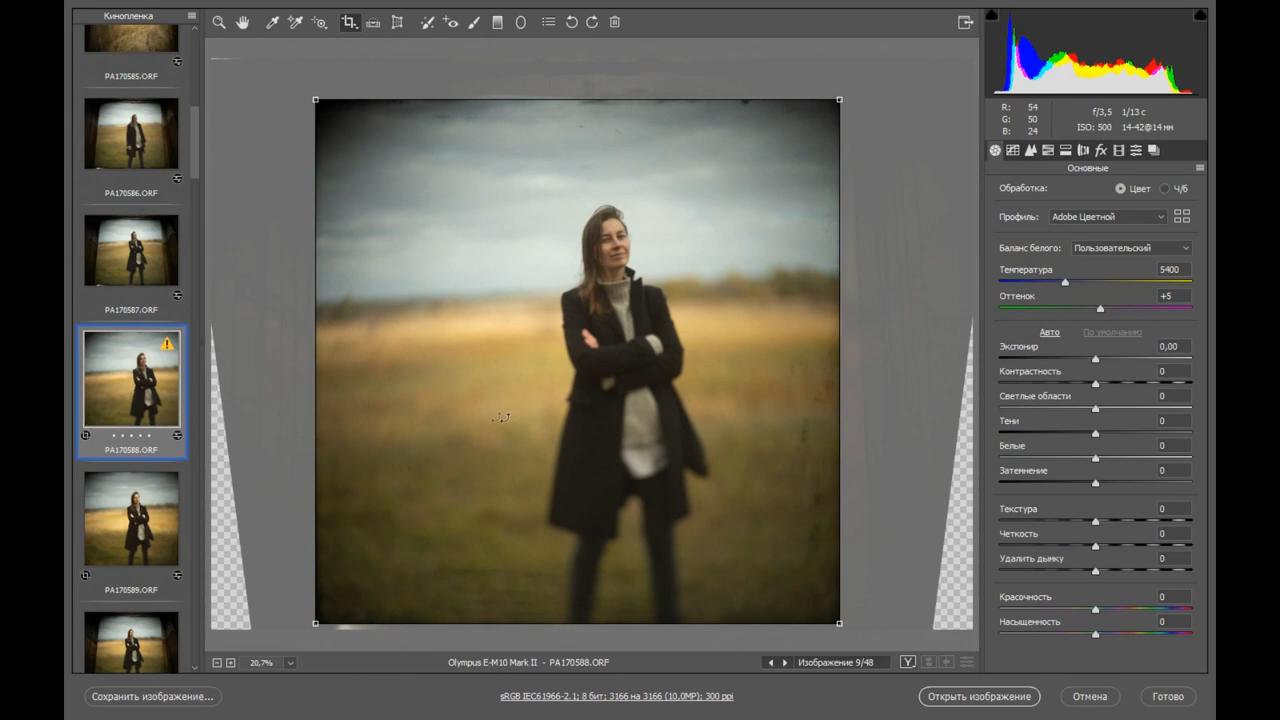 Кинопленка
PA170585.ORF
PA170586.ORF
PA170587.ORF
PA170588.ORF
PA170589.ORF
20,7%
Olympus E-M10 Mark II - PA170588.ORF
Изображение 9/48
Y
R: 54
G: 50
B: 24
f/3,5 1/13 с
ISO: 500 14-42@14 мм
fx
Основные
Обработка: Цвет Ч/б
Профиль: Adobe Цветной
Баланс белого: Пользовательский
Температура 5400
Оттенок +5
Авто По умолчанию
Экспонир 0,00
Контрастность 0
Светлые области 0
Тени 0
Белые 0
Затемнение 0
Текстура 0
Четкость 0
Удалить дымку 0
Красочность 0
Насыщенность 0
Сохранить изображение...
sRGB IEC61966-2.1; 8 бит; 3166 на 3166 (10,0MP); 300 ppi
Открыть изображение
Отмена
Готово